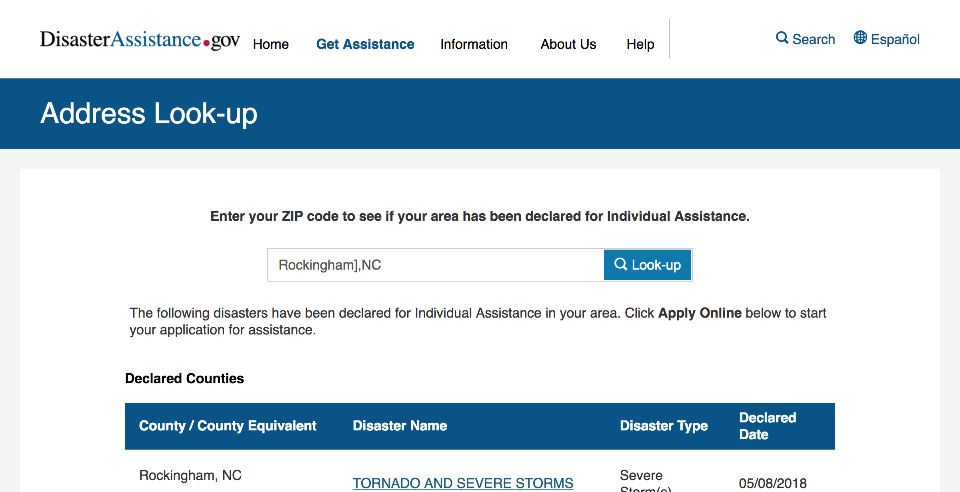 DisasterAssistance.gov Home Get Assistance Information About Us Help Search Español
Address Look-up
Enter your ZIP code to see if your area has been declared for Individual Assistance.
Rockingham],NC Look-up
The following disasters have been declared for Individual Assistance in your area. Click Apply Online below to start
your application for assistance.
Declared Counties
County / County Equivalent Disaster Name Disaster Type Declared
Date
Rockingham, NC TORNADO AND SEVERE STORMS Severe 05/08/2018
Storm(s)